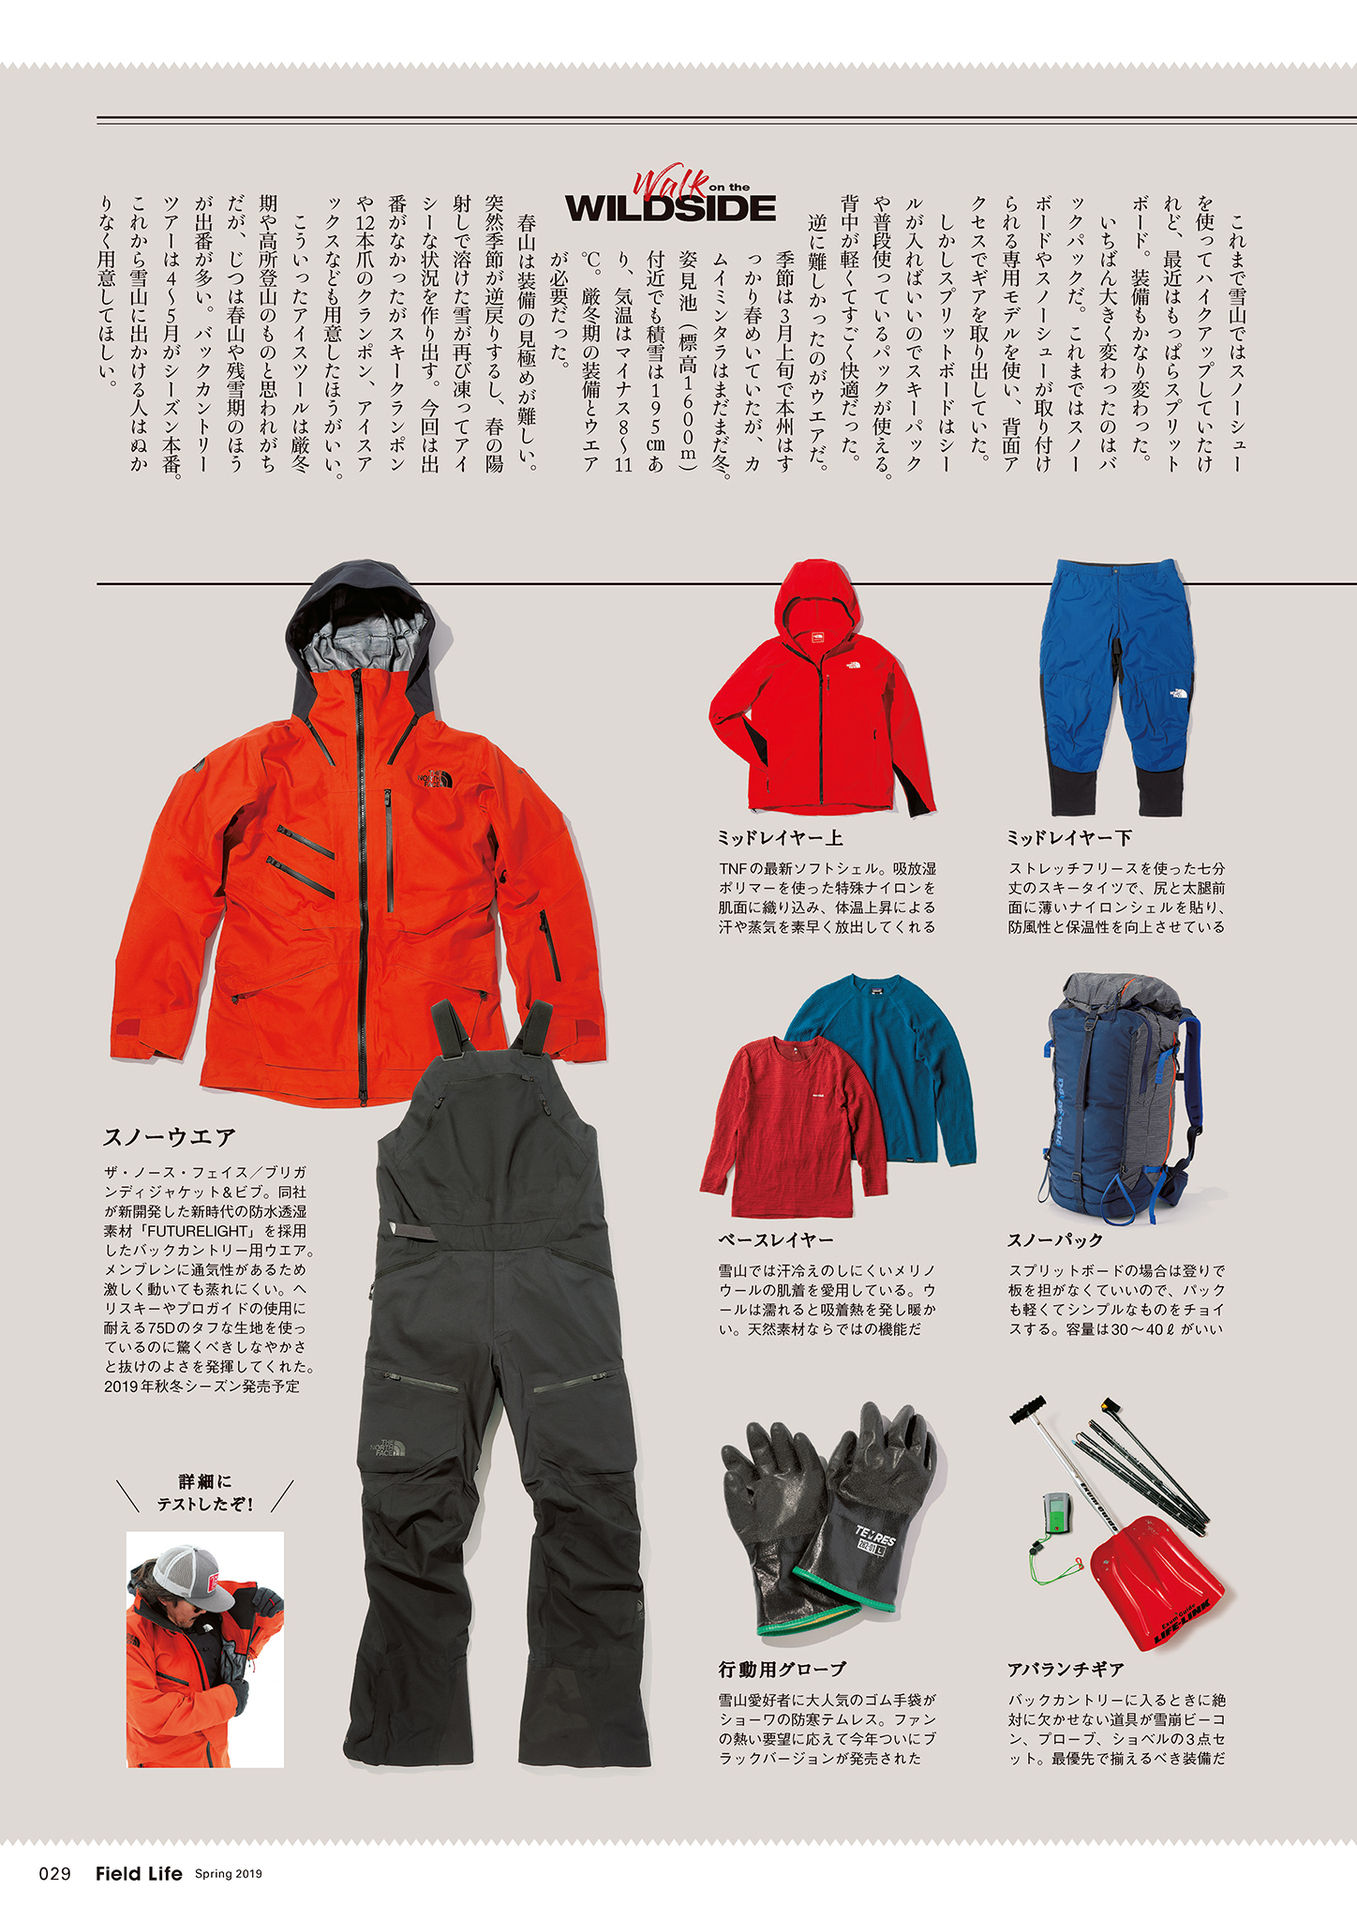 Walk on the
WILDSIDE
これまで雪山ではスノーシュー
を使ってハイクアップしていたけ
れど、最近はもっぱらスプリット
ボード。装備もかなり変わった。
いちばん大きく変わったのはバ
ックパックだ。これまではスノー
ボードやスノーシューが取り付け
られる専用モデルを使い、背面ア
クセスでギアを取り出していた。
しかしスプリットボードはシー
ルが入ればいいのでスキーパック
や普段使っているパックが使える。
背中が軽くてすごく快適だった。
逆に難しかったのがウエアだ。
季節は3月上旬で本州はす
っかり春めいていたが、カ
ムイミンタラはまだまだ冬。
姿見池（標高1600m）
付近でも積雪は195㎝あ
り、気温はマイナス8〜11
℃。厳冬期の装備とウエア
が必要だった。
春山は装備の見極めが難しい。
突然季節が逆戻りするし、春の陽
射しで溶けた雪が再び凍ってアイ
シーな状況を作り出す。今回は出
番がなかったがスキークランポン
や12本爪のクランポン、アイスア
ックスなども用意したほうがいい。
こういったアイスツールは厳冬
期や高所登山のものと思われがち
だが、じつは春山や残雪期のほう
が出番が多い。バックカントリー
ツアーは4〜5月がシーズン本番。
これから雪山に出かける人はぬか
りなく用意してほしい。
THE
NORTH
FACE
スノーウエア
ザ・ノース・フェイス／ブリガ
ンディジャケット＆ビブ。同社
が新開発した新時代の防水透湿
素材「FUTURELIGHT」を採用
したバックカントリー用ウエア。
メンブレンに通気性があるため
激しく動いても蒸れにくい。ヘ
リスキーやプロガイドの使用に
耐える75Dのタフな生地を使っ
ているのに驚くべきしなやかさ
と抜けのよさを発揮してくれた。
2019年秋冬シーズン発売予定
THE
NORTH
FACE
詳細に
テストしたぞ！
ミッドレイヤー上
TNFの最新ソフトシェル。吸放湿
ポリマーを使った特殊ナイロンを
肌面に織り込み、体温上昇による
汗や蒸気を素早く放出してくれる
ミッドレイヤー下
ストレッチフリースを使った七分
丈のスキータイツで、尻と太腿前
面に薄いナイロンシェルを貼り、
防風性と保温性を向上させている
ベースレイヤー
雪山では汗冷えのしにくいメリノ
ウールの肌着を愛用している。ウ
ールは濡れると吸着熱を発し暖か
い。天然素材ならではの機能だ
patagonia
スノーパック
スプリットボードの場合は登りで
板を担がなくていいので、パック
も軽くてシンプルなものをチョイ
スする。容量は30〜40ℓがいい
TEMRES
282-01 L
行動用グローブ
雪山愛好者に大人気のゴム手袋が
ショーワの防寒テムレス。ファン
の熱い要望に応えて今年ついにブ
ラックバージョンが発売された
Exum Guide
Exum Guide
LIFE-LINK
アバランチギア
バックカントリーに入るときに絶
対に欠かせない道具が雪崩ビーコ
ン、プローブ、ショベルの3点セ
ット。最優先で揃えるべき装備だ
029 Field Life Spring 2019